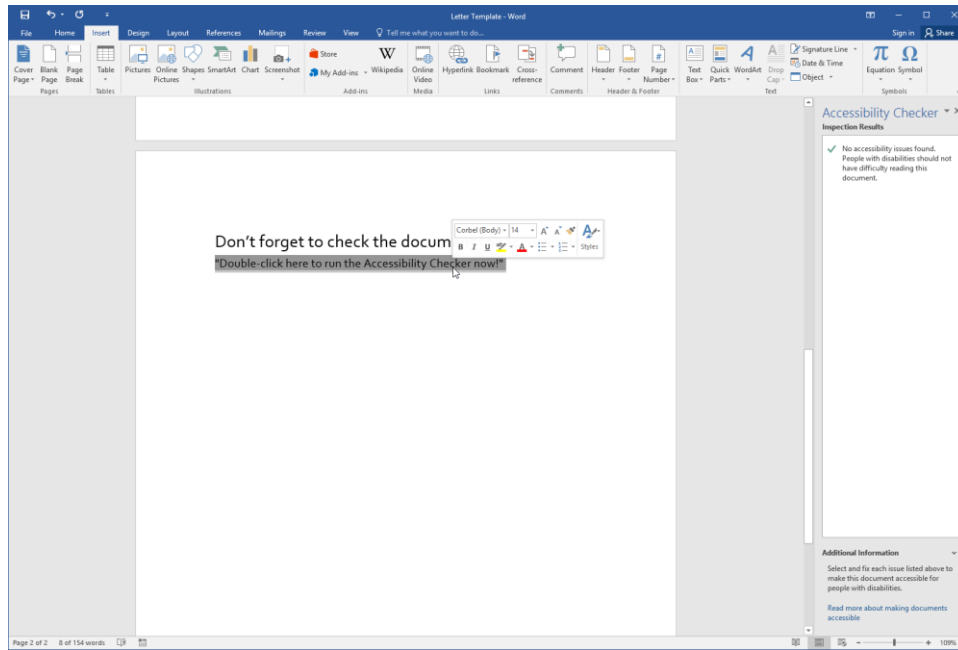 Letter Template - Word
File Home Insert Design Layout References Mailings Review View Tell me what you want to do... Sign in Share
Cover Page Blank Page Page Break Table Pictures Online Pictures Shapes SmartArt Chart Screenshot Store My Add-ins Wikipedia Online Video Hyperlink Bookmark Cross-reference Comment Header Footer Page Number Text Box Quick Parts WordArt Drop Cap Signature Line Date & Time Object Equation Symbol
Pages Tables Illustrations Add-ins Media Links Comments Header & Footer Text Symbols
Accessibility Checker
Inspection Results
No accessibility issues found.
People with disabilities should not
have difficulty reading this
document.
Corbel (Body) 14 A A A
B I U A Styles
Don't forget to check the docum
"Double-click here to run the Accessibility Checker now!"
Additional Information
Select and fix each issue listed above to
make this document accessible for
people with disabilities.
Read more about making documents
accessible
Page 2 of 2 8 of 154 words 109%